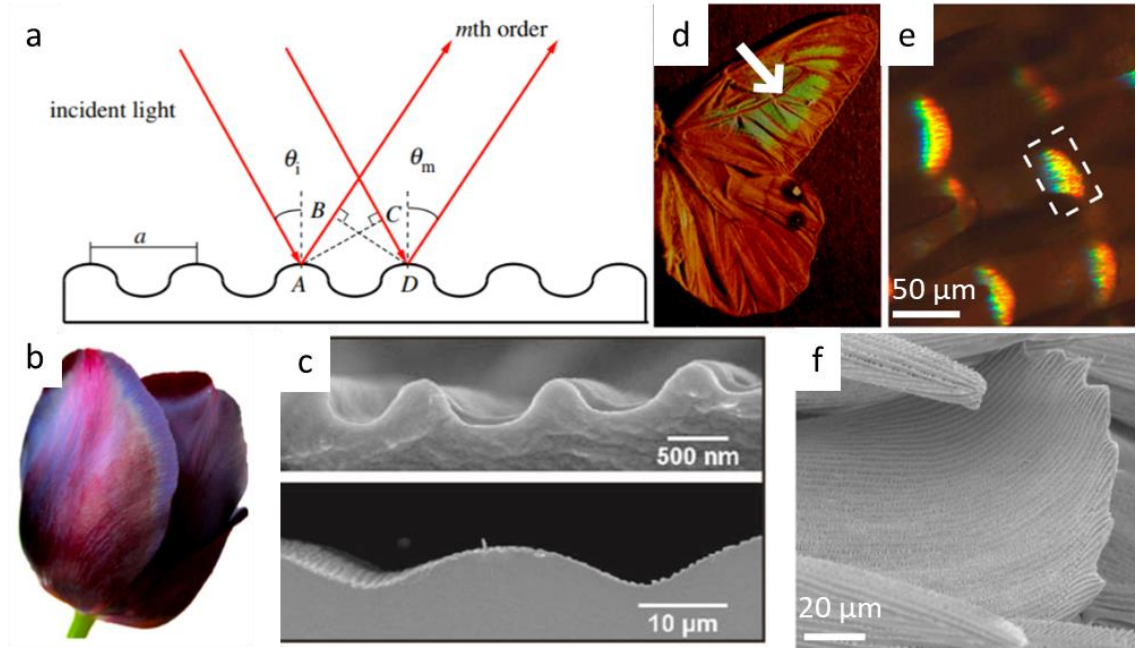 a
mth order
incident light
θi
θm
B
C
a
A
D
b
c
500 nm
10 µm
d
e
50 µm
f
20 µm